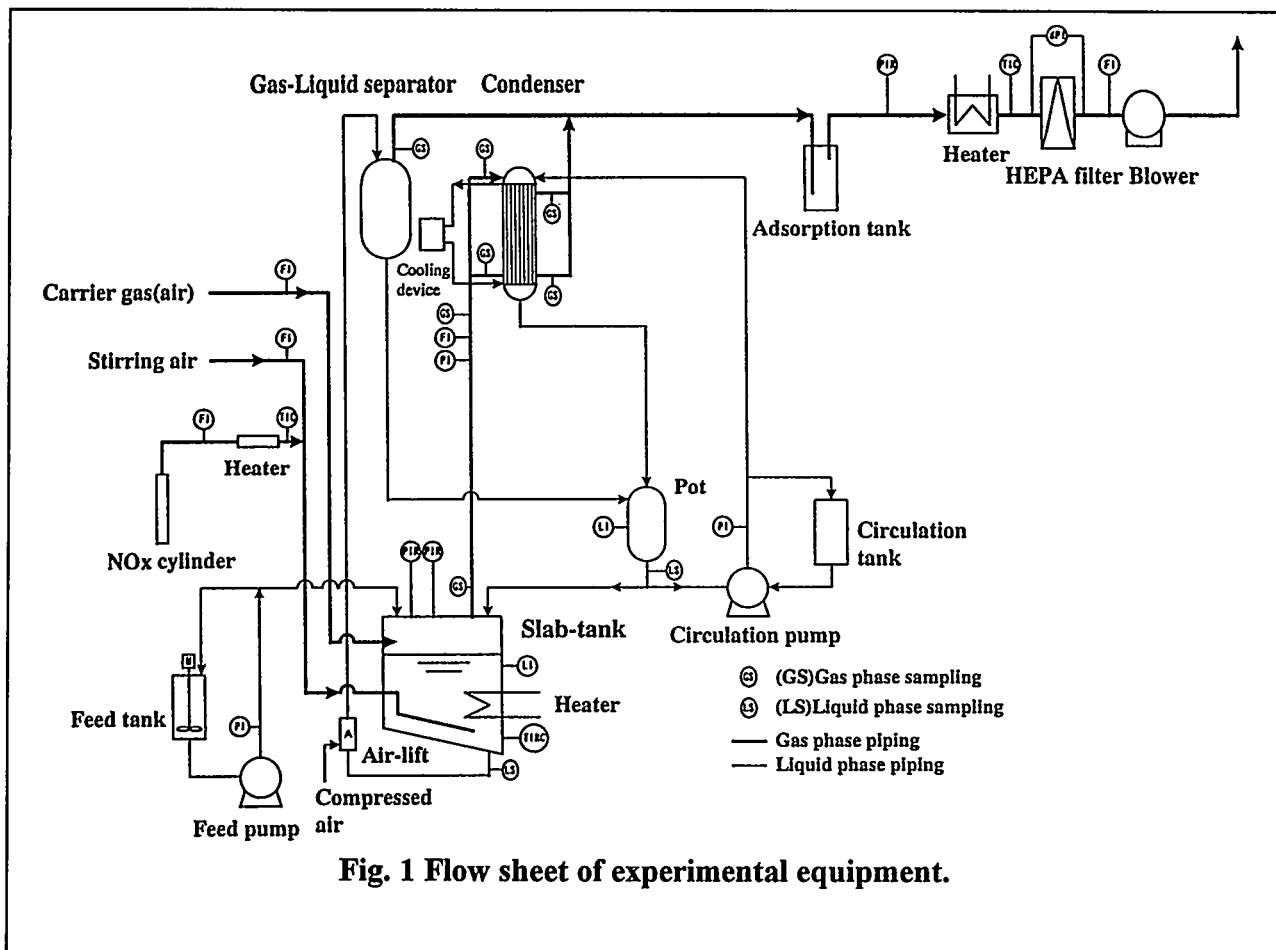 Gas-Liquid separator Condenser
PIR
TIC
FI
Heater
HEPA filter Blower
Adsorption tank
GS
GS
GS
GS
GS
Cooling
device
FI
Carrier gas(air)
GS
FI
PI
FI
Stirring air
FI
TIC
Heater
NOx cylinder
Pot
LI
PI
Circulation
tank
PIR
PIR
GS
LS
Slab-tank
Circulation pump
M
LI
Feed tank
PI
Heater
A
TIRC
Air-lift
LS
Compressed
air
Feed pump
GS (GS)Gas phase sampling
LS (LS)Liquid phase sampling
Gas phase piping
Liquid phase piping
Fig. 1 Flow sheet of experimental equipment.